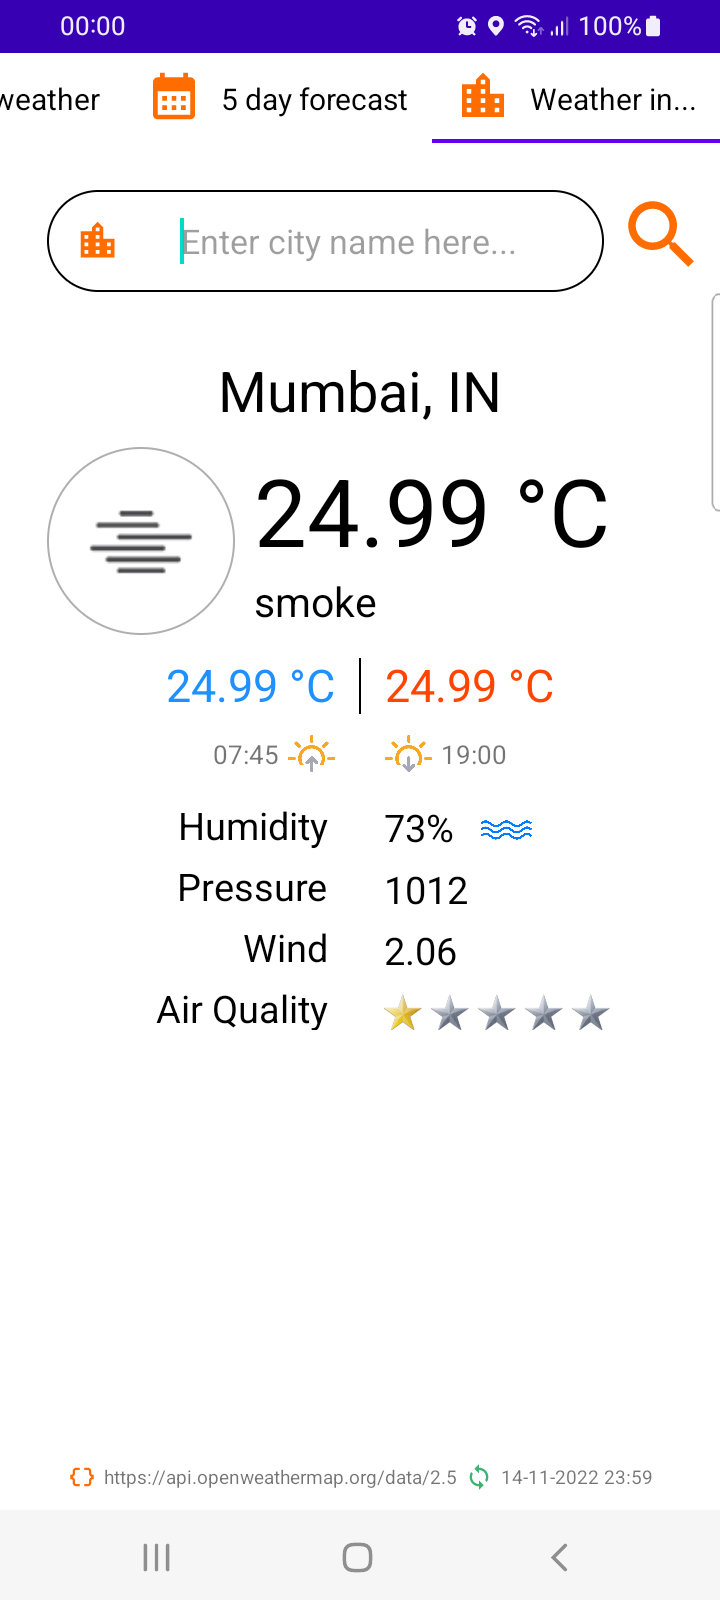 00:00 100%
weather 5 day forecast Weather in...
Enter city name here...
Mumbai, IN
24.99 °C
smoke
24.99 °C 24.99 °C
07:45 19:00
Humidity 73%
Pressure 1012
Wind 2.06
Air Quality
https://api.openweathermap.org/data/2.5 14-11-2022 23:59